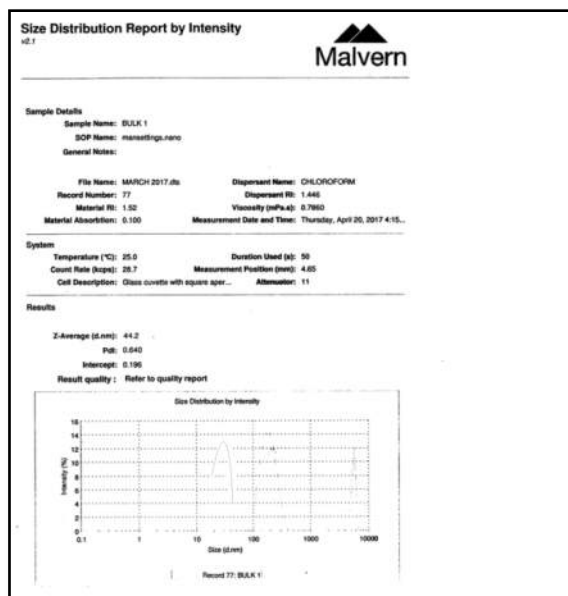 Size Distribution Report by Intensity
v2.1
Malvern
Sample Details
Sample Name: BULK 1
SOP Name: mansettings.nano
General Notes:
File Name: MARCH 2017.dts Dispersant Name: CHLOROFORM
Record Number: 77 Dispersant RI: 1.446
Material RI: 1.52 Viscosity (mPa.s): 0.7960
Material Absorbtion: 0.100 Measurement Date and Time: Thursday, April 20, 2017 4:15...
System
Temperature (°C): 25.0 Duration Used (s): 50
Count Rate (kcps): 28.7 Measurement Position (mm): 4.65
Cell Description: Glass cuvette with square aper... Attenuator: 11
Results
Z-Average (d.nm): 44.2
PdI: 0.640
Intercept: 0.196
Result quality : Refer to quality report
Size Distribution by Intensity
Intensity (%)
16
14
12
10
8
6
4
2
0
0.1 1 10 100 1000 10000
Size (d.nm)
Record 77: BULK 1